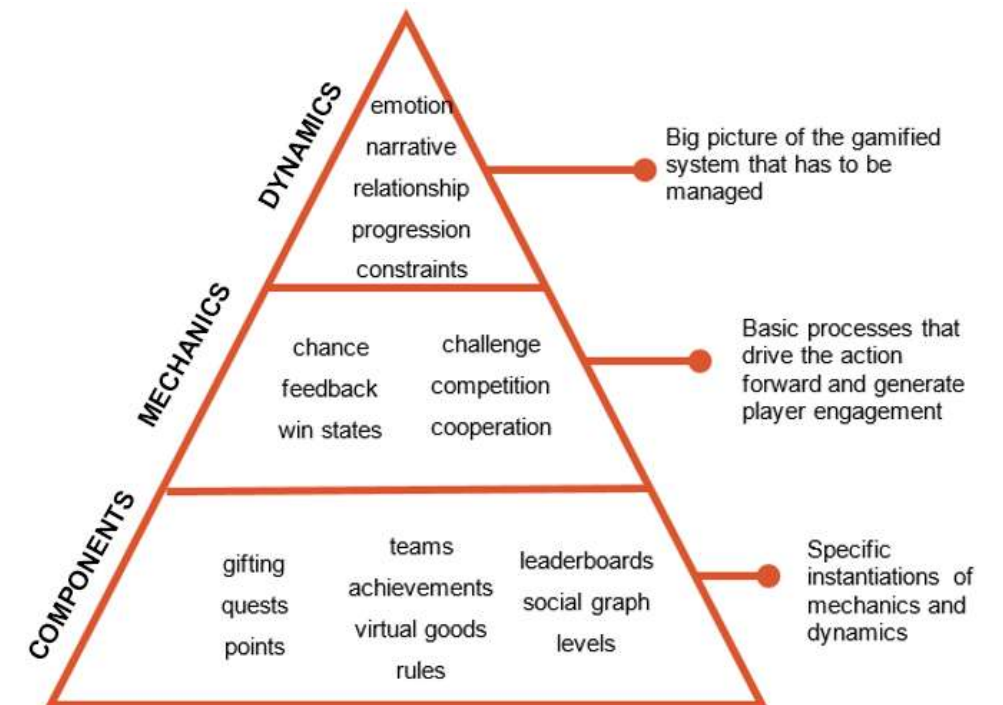 DYNAMICS
emotion
narrative
relationship
progression
constraints
Big picture of the gamified
system that has to be
managed
MECHANICS
chance
feedback
win states
challenge
competition
cooperation
Basic processes that
drive the action
forward and generate
player engagement
COMPONENTS
gifting
quests
points
teams
achievements
virtual goods
rules
leaderboards
social graph
levels
Specific
instantiations of
mechanics and
dynamics